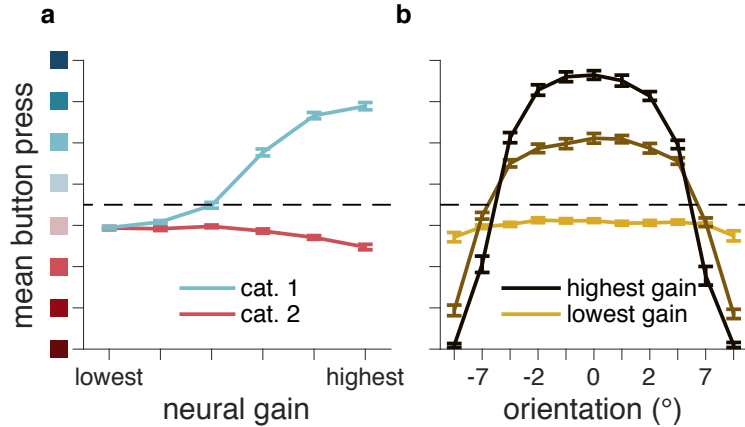 a
b
mean button press
cat. 1
cat. 2
highest gain
lowest gain
lowest
highest
-7
-2
0
2
7
neural gain
orientation (°)